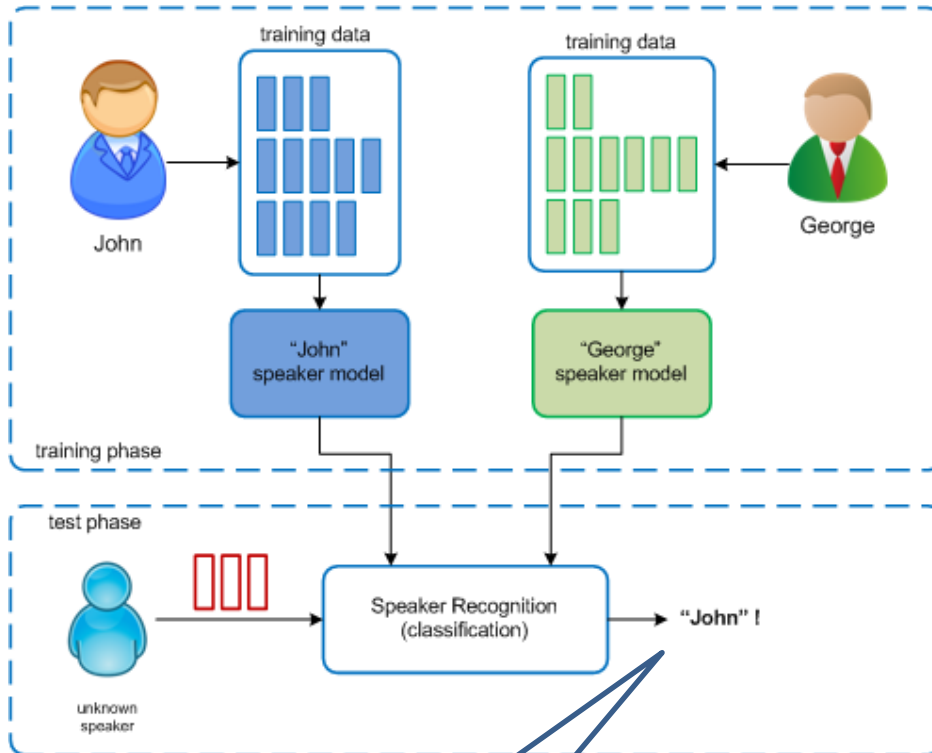 training data
training data
John
George
“John”
speaker model
“George”
speaker model
training phase
test phase
Speaker Recognition
(classification)
“John” !
unknown
speaker